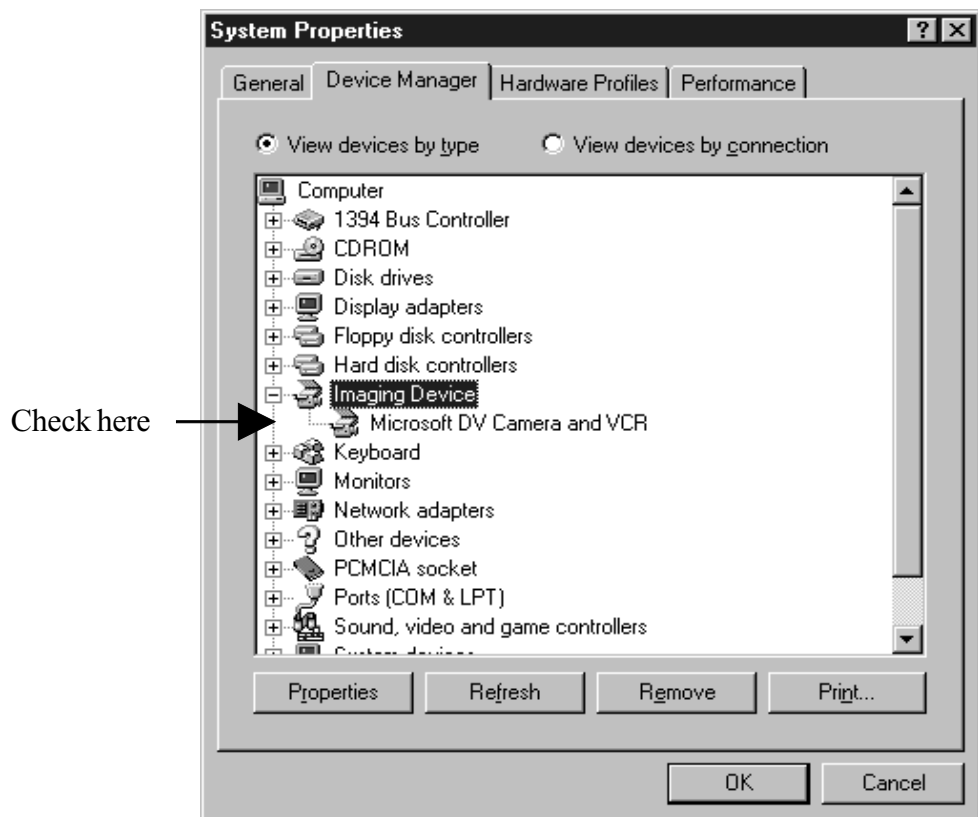 System Properties
General Device Manager Hardware Profiles Performance
View devices by type View devices by connection
Computer
1394 Bus Controller
CDROM
Disk drives
Display adapters
Floppy disk controllers
Hard disk controllers
Imaging Device
Check here Microsoft DV Camera and VCR
Keyboard
Monitors
Network adapters
Other devices
PCMCIA socket
Ports (COM & LPT)
Sound, video and game controllers
System devices
Properties Refresh Remove Print...
OK Cancel